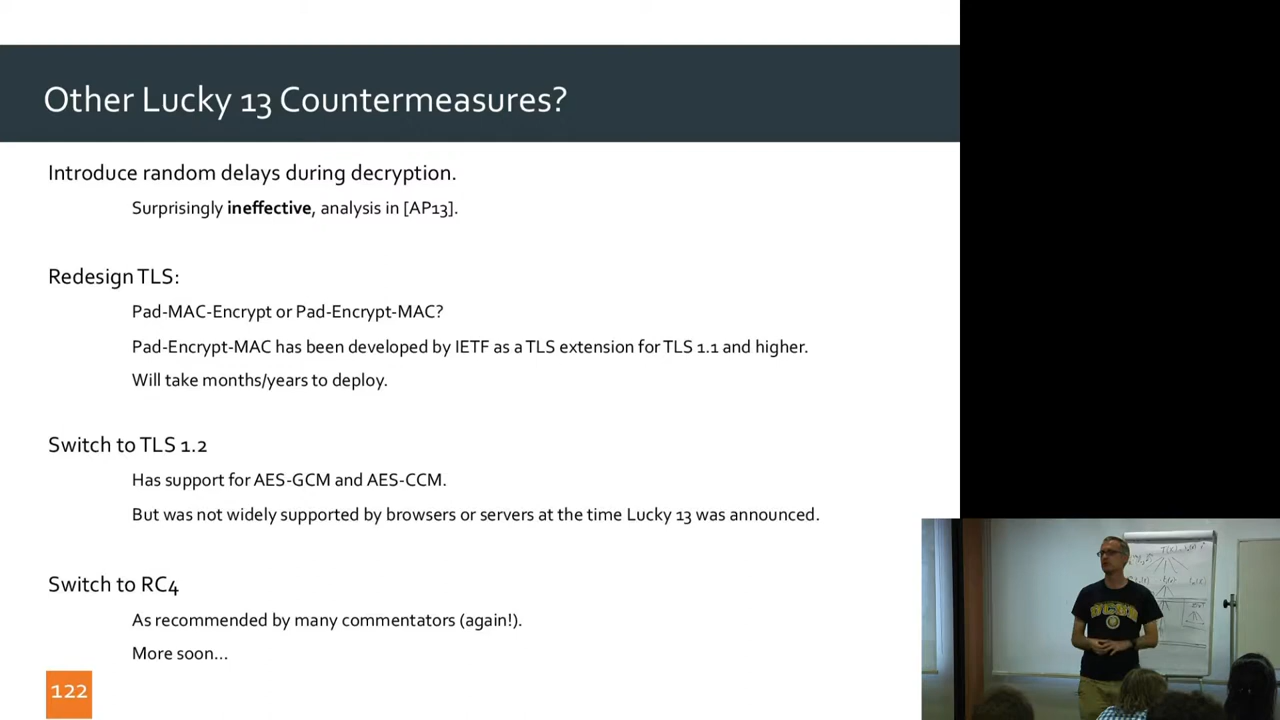 Other Lucky 13 Countermeasures?
Introduce random delays during decryption.
Surprisingly ineffective, analysis in [AP13].
Redesign TLS:
Pad-MAC-Encrypt or Pad-Encrypt-MAC?
Pad-Encrypt-MAC has been developed by IETF as a TLS extension for TLS 1.1 and higher.
Will take months/years to deploy.
Switch to TLS 1.2
Has support for AES-GCM and AES-CCM.
But was not widely supported by browsers or servers at the time Lucky 13 was announced.
Switch to RC4
As recommended by many commentators (again!).
More soon...
122
UCSB